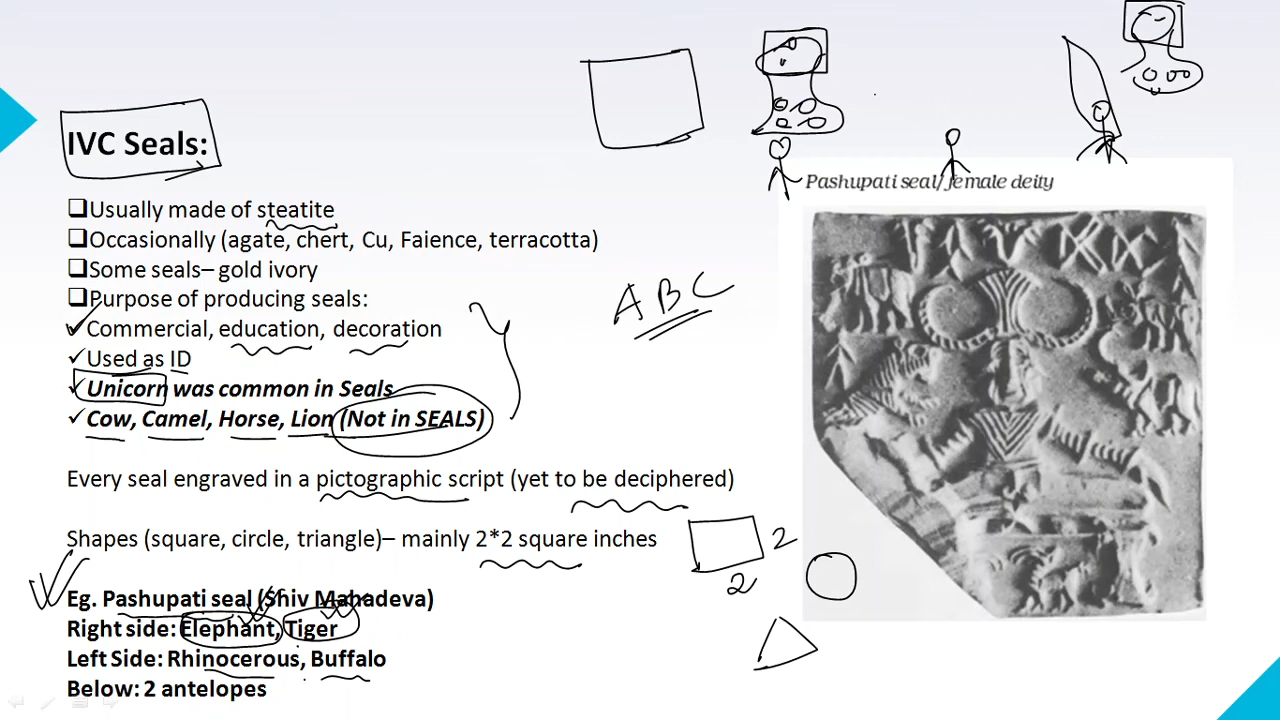 IVC Seals:
❑Usually made of steatite
❑Occasionally (agate, chert, Cu, Faience, terracotta)
❑Some seals– gold ivory
❑Purpose of producing seals:
✓Commercial, education, decoration
✓Used as ID
✓Unicorn was common in Seals
✓Cow, Camel, Horse, Lion (Not in SEALS)
Every seal engraved in a pictographic script (yet to be deciphered)
Shapes (square, circle, triangle)– mainly 2*2 square inches
Eg. Pashupati seal (Shiv Mahadeva)
Right side: Elephant, Tiger
Left Side: Rhinocerous, Buffalo
Below: 2 antelopes
Pashupati seal/female deity
ABC
2
2